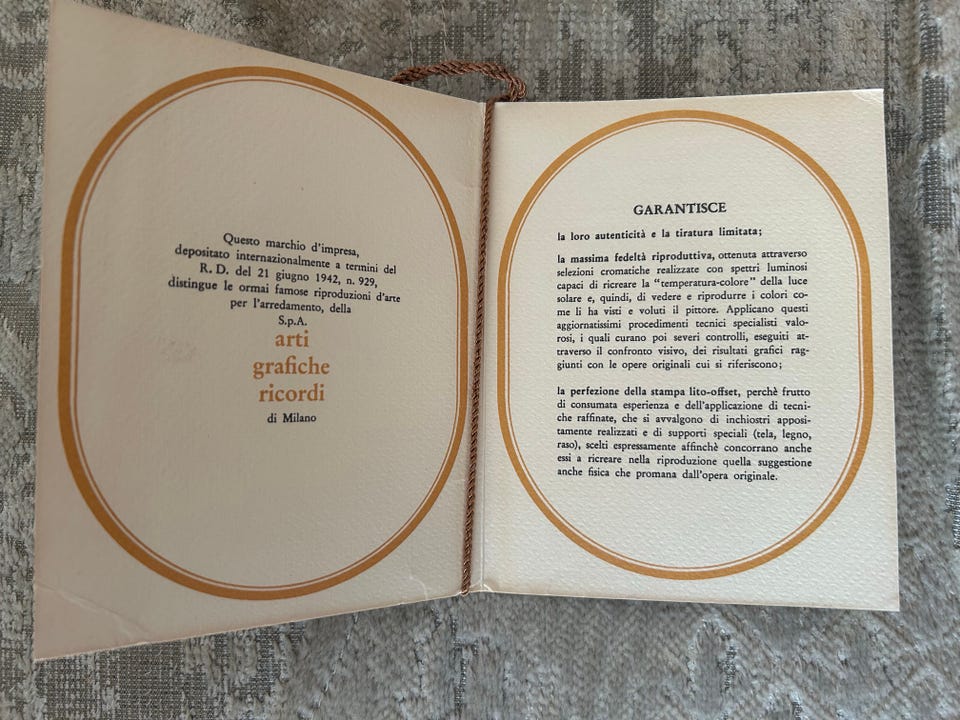 Questo marchio d'impresa,
depositato internazionalmente a termini del
R. D. del 21 giugno 1942, n. 929,
distingue le ormai famose riproduzioni d'arte
per l'arredamento, della
S.p.A.
arti
grafiche
ricordi
di Milano
GARANTISCE
la loro autenticità e la tiratura limitata;
la massima fedeltà riproduttiva, ottenuta attraverso
selezioni cromatiche realizzate con spettri luminosi
capaci di ricreare la "temperatura-colore" della luce
solare e, quindi, di vedere e riprodurre i colori co-
me li ha visti e voluti il pittore. Applicano questi
aggiornatissimi procedimenti tecnici specialisti valo-
rosi, i quali curano poi severi controlli, eseguiti at-
traverso il confronto visivo, dei risultati grafici rag-
giunti con le opere originali cui si riferiscono;
la perfezione della stampa lito-offset, perchè frutto
di consumata esperienza e dell'applicazione di tecni-
che raffinate, che si avvalgono di inchiostri apposi-
tamente realizzati e di supporti speciali (tela, legno,
raso), scelti espressamente affinchè concorrano anche
essi a ricreare nella riproduzione quella suggestione
anche fisica che promana dall'opera originale.